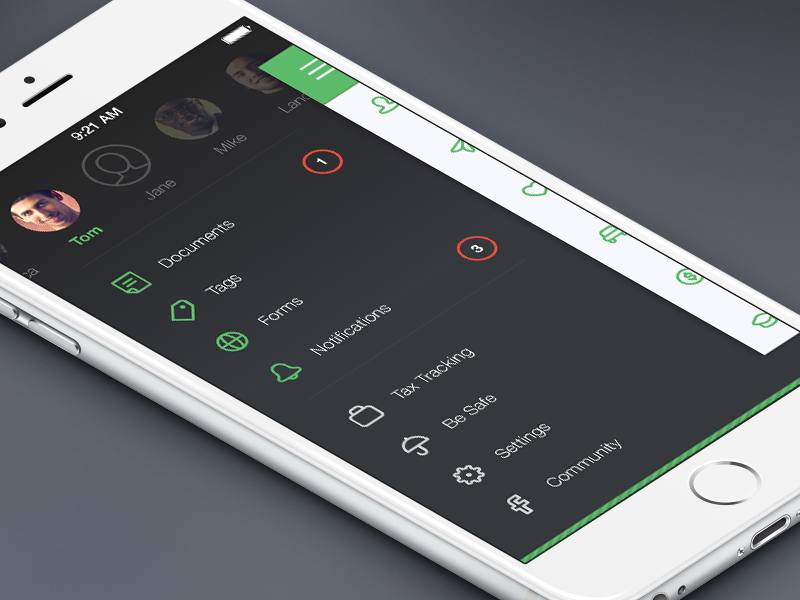 9:21 AM
Tom
Jane
Mike
1
Documents
Tags
Forms
3
Notifications
Tax Tracking
Be Safe
Settings
Community